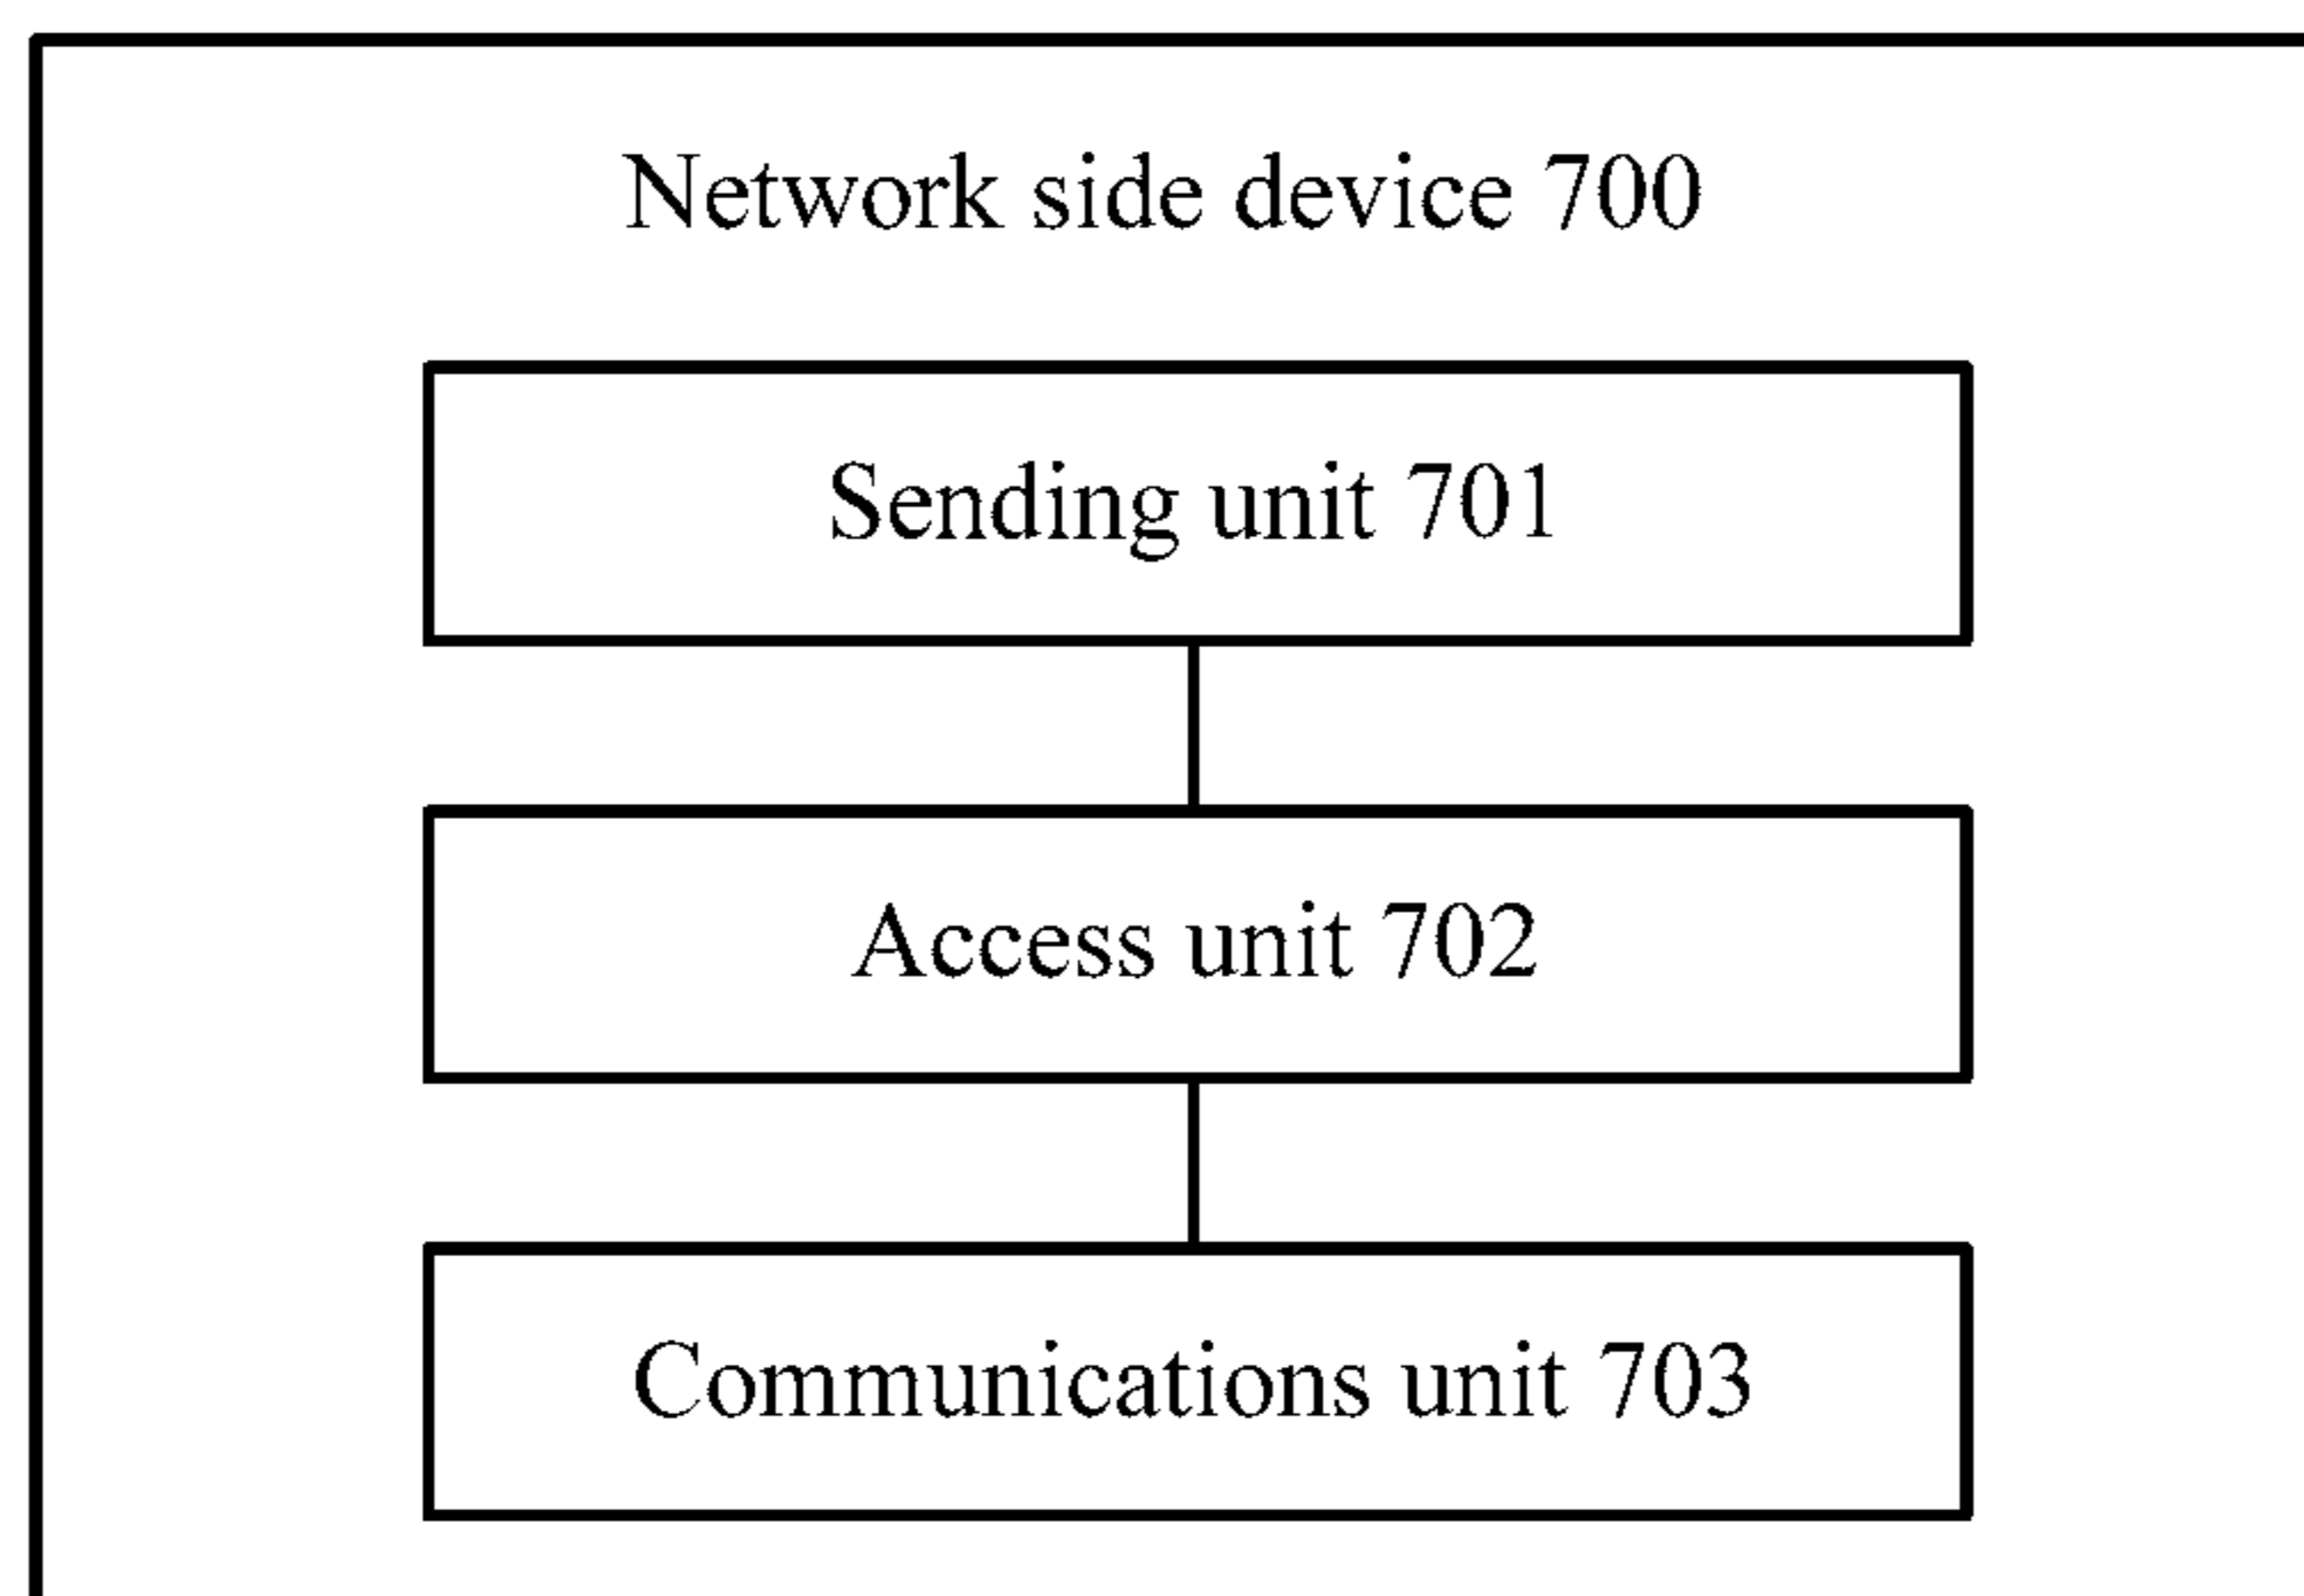 Network side device 700
Sending unit 701
Access unit 702
Communications unit 703